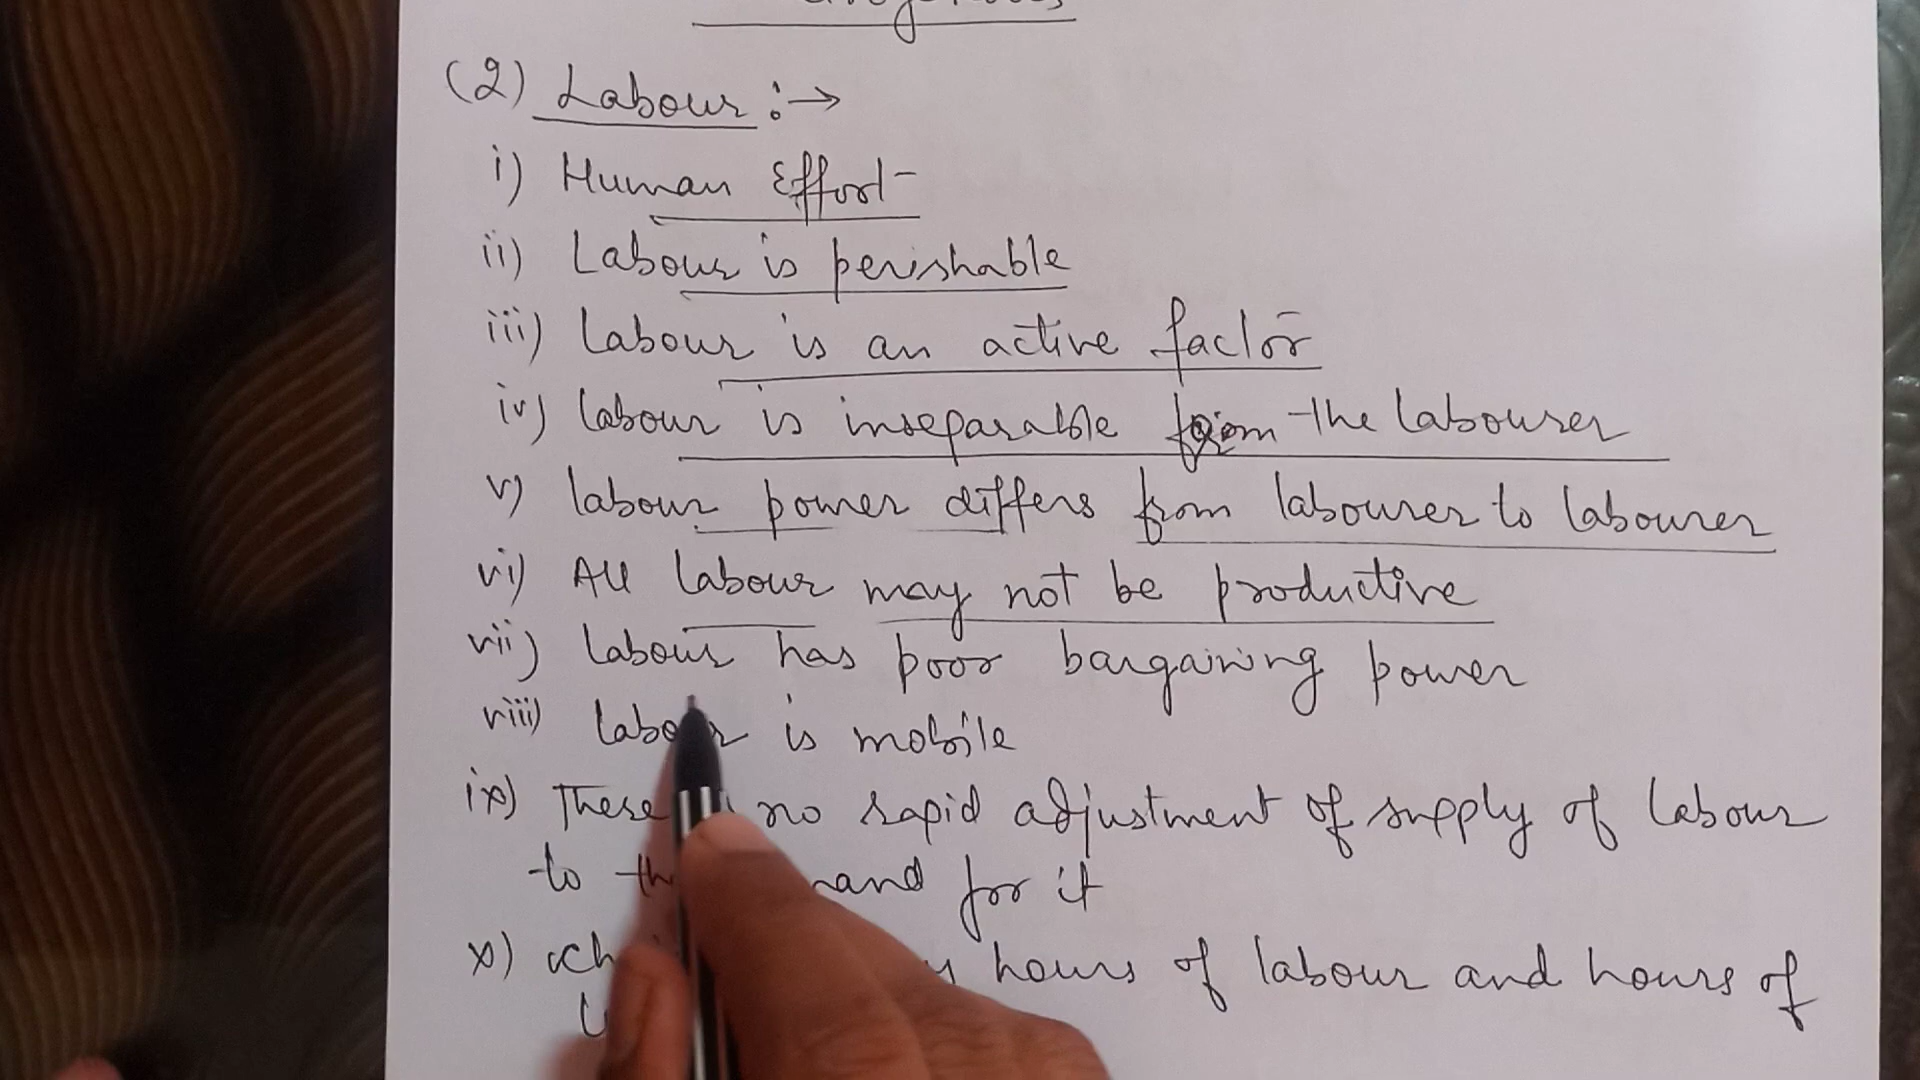 (2) Labour :→
i) Human Effort
ii) Labour is perishable
iii) Labour is an active factor
iv) labour is inseparable from the labourer
v) labour power differs from labourer to labourer
vi) All labour may not be productive
vii) labour has poor bargaining power
viii) labour is mobile
ix) There no rapid adjustment of supply of labour
to for it
x) hours of labour and hours of